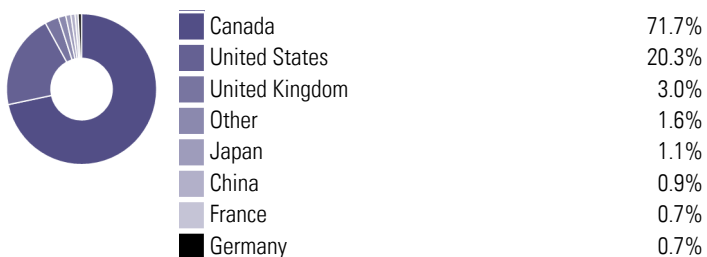 Canada 71.7%
United States 20.3%
United Kingdom 3.0%
Other 1.6%
Japan 1.1%
China 0.9%
France 0.7%
Germany 0.7%